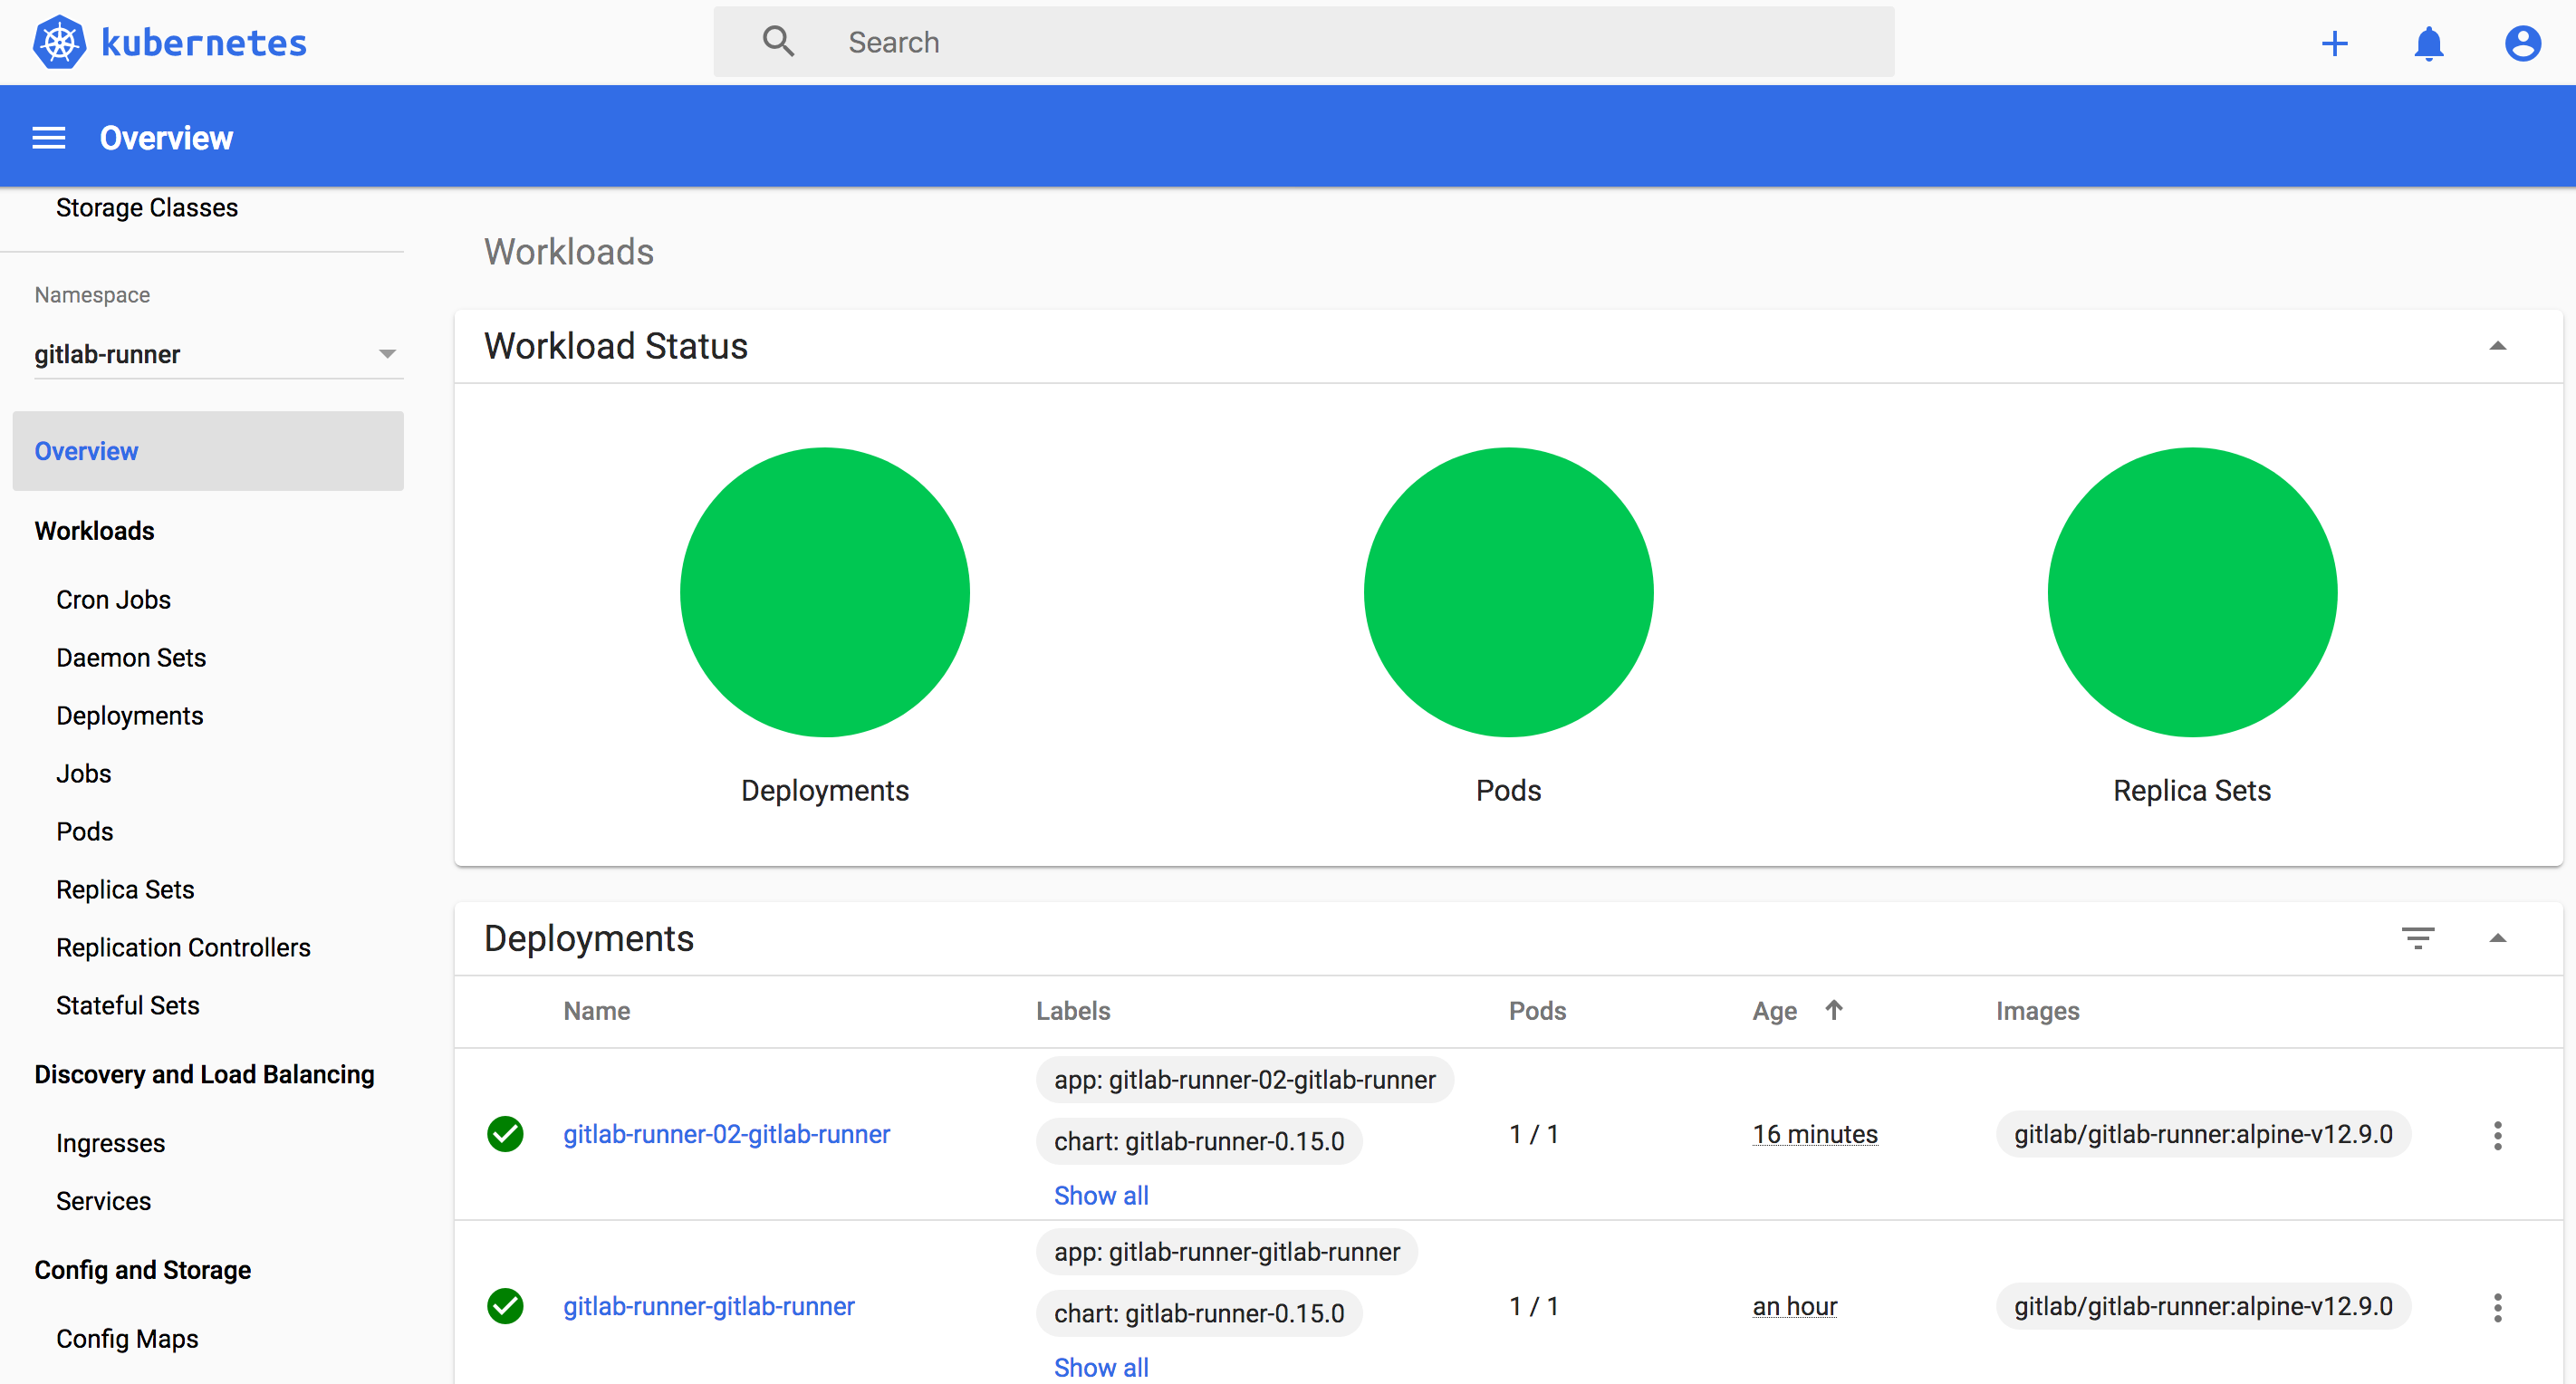 kubernetes
Search
Overview
Storage Classes
Namespace
gitlab-runner
Overview
Workloads
Cron Jobs
Daemon Sets
Deployments
Jobs
Pods
Replica Sets
Replication Controllers
Stateful Sets
Discovery and Load Balancing
Ingresses
Services
Config and Storage
Config Maps
Workloads
Workload Status
Deployments
Pods
Replica Sets
Deployments
Name Labels Pods Age Images
app: gitlab-runner-02-gitlab-runner
gitlab-runner-02-gitlab-runner chart: gitlab-runner-0.15.0 1 / 1 16 minutes gitlab/gitlab-runner:alpine-v12.9.0
Show all
app: gitlab-runner-gitlab-runner
gitlab-runner-gitlab-runner chart: gitlab-runner-0.15.0 1 / 1 an hour gitlab/gitlab-runner:alpine-v12.9.0
Show all